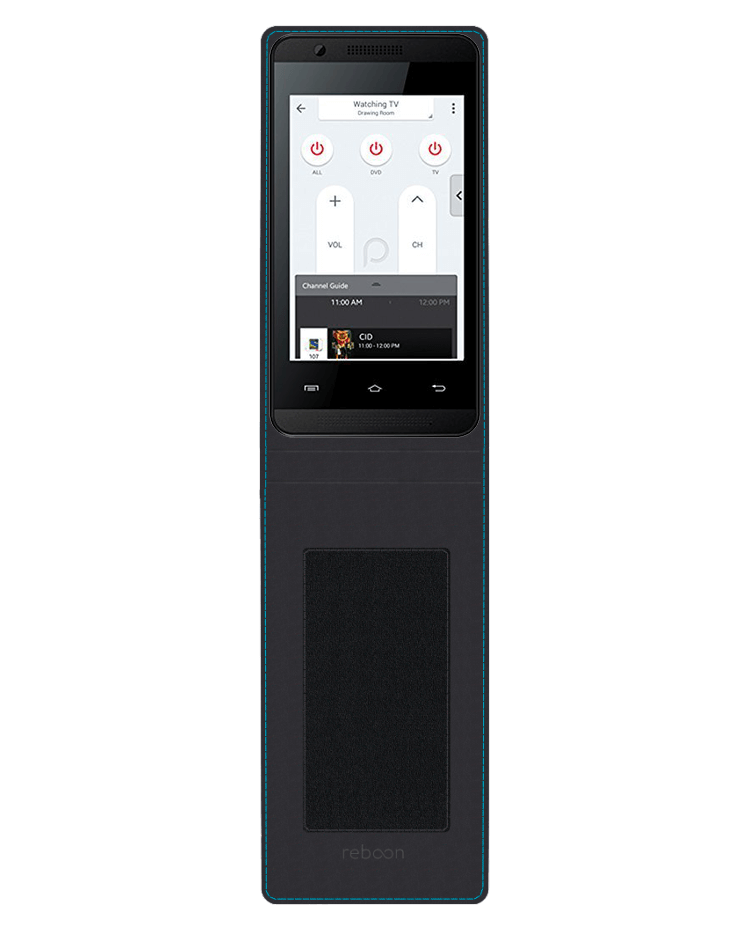 Watching TV
Drawing Room
ALL DVD TV
VOL CH
Channel Guide
11:00 AM 12:00 PM
CID
11:00 - 12:00 PM
107
reboon